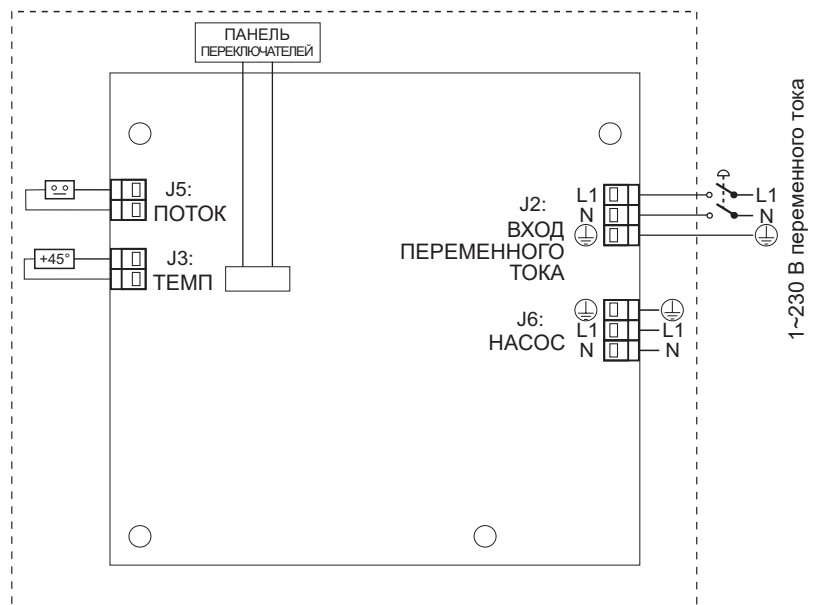 ПАНЕЛЬ
ПЕРЕКЛЮЧАТЕЛЕЙ
J5:
ПОТОК
+45°
J3:
ТЕМП
J2:
ВХОД
ПЕРЕМЕННОГО
ТОКА
L1
N
L1
N
J6:
НАСОС
L1
N
L1
N
1~230 В переменного тока